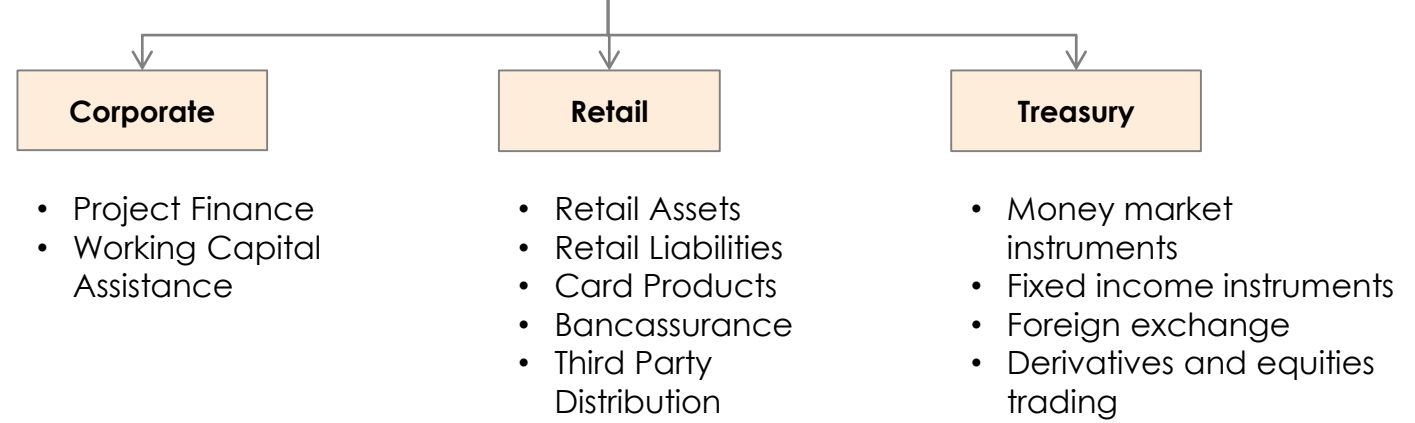 Corporate
• Project Finance
• Working Capital
Assistance
Retail
• Retail Assets
• Retail Liabilities
• Card Products
• Bancassurance
• Third Party
Distribution
Treasury
• Money market
instruments
• Fixed income instruments
• Foreign exchange
• Derivatives and equities
trading